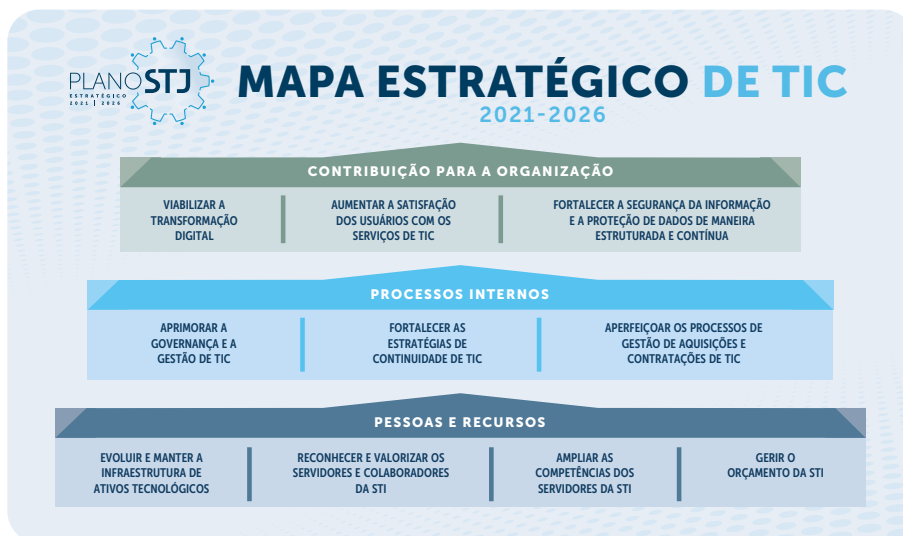 PLANO STJ
ESTRATÉGICO
2021 | 2026
MAPA ESTRATÉGICO DE TIC
2021-2026
CONTRIBUIÇÃO PARA A ORGANIZAÇÃO
VIABILIZAR A
TRANSFORMAÇÃO
DIGITAL
AUMENTAR A SATISFAÇÃO
DOS USUÁRIOS COM OS
SERVIÇOS DE TIC
FORTALECER A SEGURANÇA DA INFORMAÇÃO
E A PROTEÇÃO DE DADOS DE MANEIRA
ESTRUTURADA E CONTÍNUA
PROCESSOS INTERNOS
APRIMORAR A
GOVERNANÇA E A
GESTÃO DE TIC
FORTALECER AS
ESTRATÉGIAS DE
CONTINUIDADE DE TIC
APERFEIÇOAR OS PROCESSOS DE
GESTÃO DE AQUISIÇÕES E
CONTRATAÇÕES DE TIC
PESSOAS E RECURSOS
EVOLUIR E MANTER A
INFRAESTRUTURA DE
ATIVOS TECNOLÓGICOS
RECONHECER E VALORIZAR OS
SERVIDORES E COLABORADORES
DA STI
AMPLIAR AS
COMPETÊNCIAS DOS
SERVIDORES DA STI
GERIR O
ORÇAMENTO DA STI